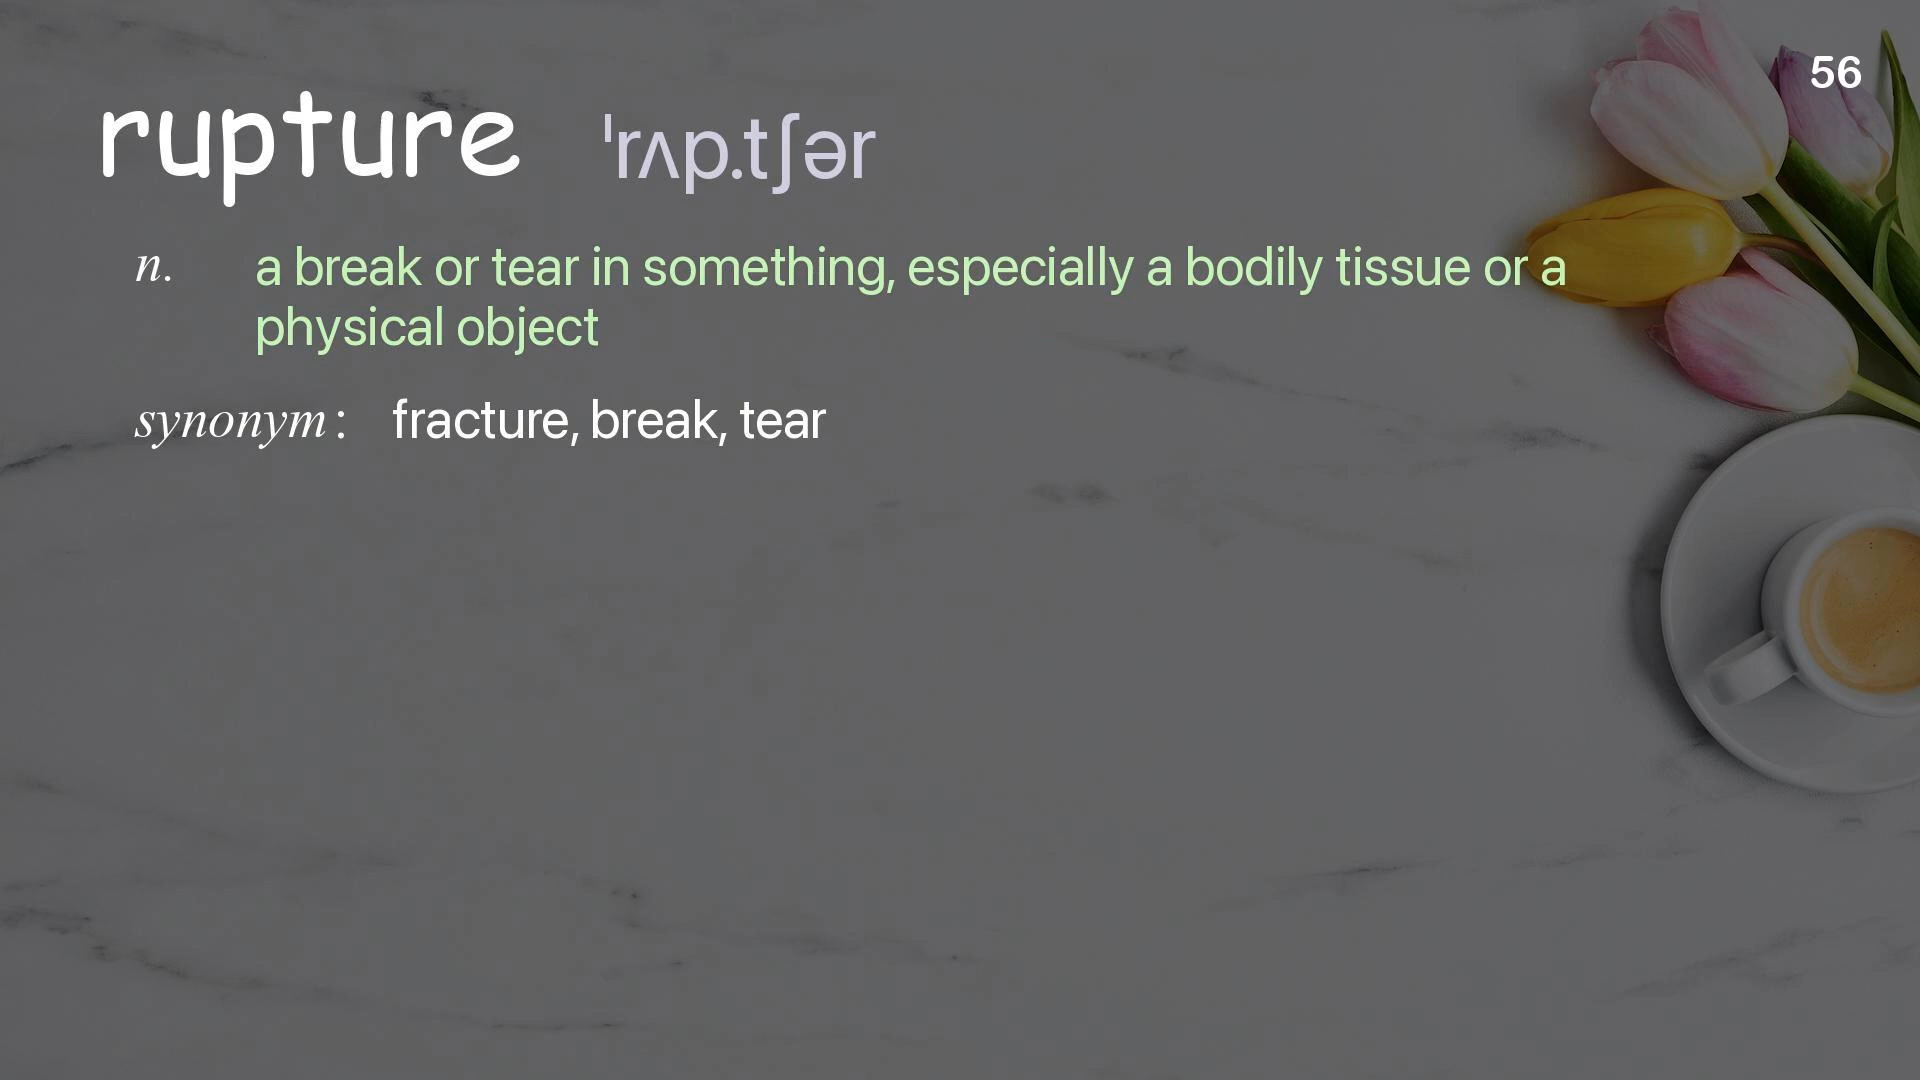 56
rupture ˈrʌp.tʃər
n. a break or tear in something, especially a bodily tissue or a
physical object
synonym: fracture, break, tear